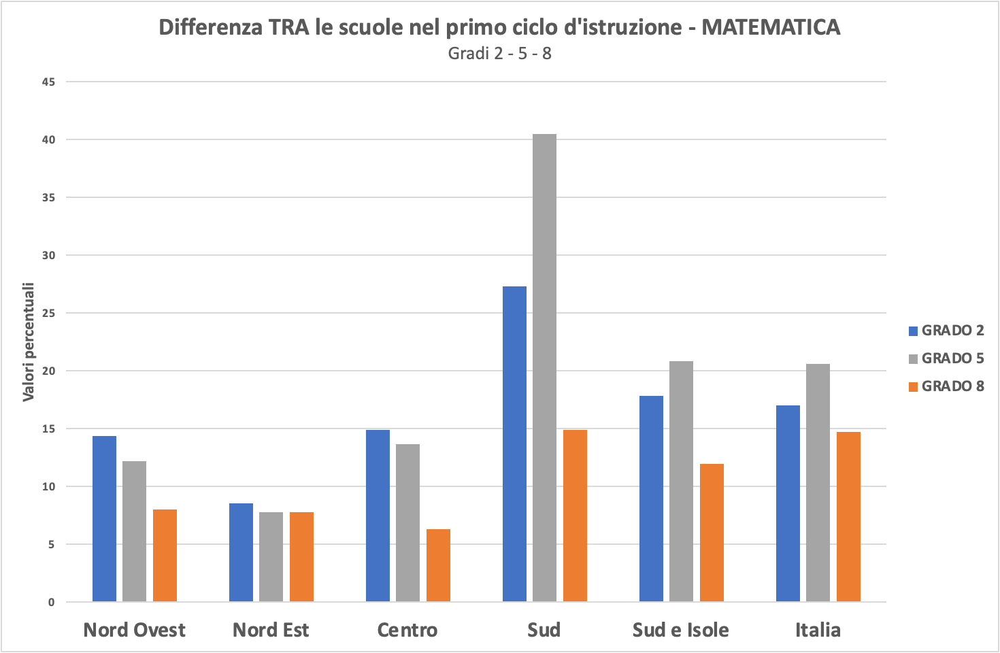 Differenza TRA le scuole nel primo ciclo d'istruzione - MATEMATICA
Gradi 2 - 5 - 8
45
40
35
30
25
20
15
10
5
0
Valori percentuali
GRADO 2
GRADO 5
GRADO 8
Nord Ovest
Nord Est
Centro
Sud
Sud e Isole
Italia